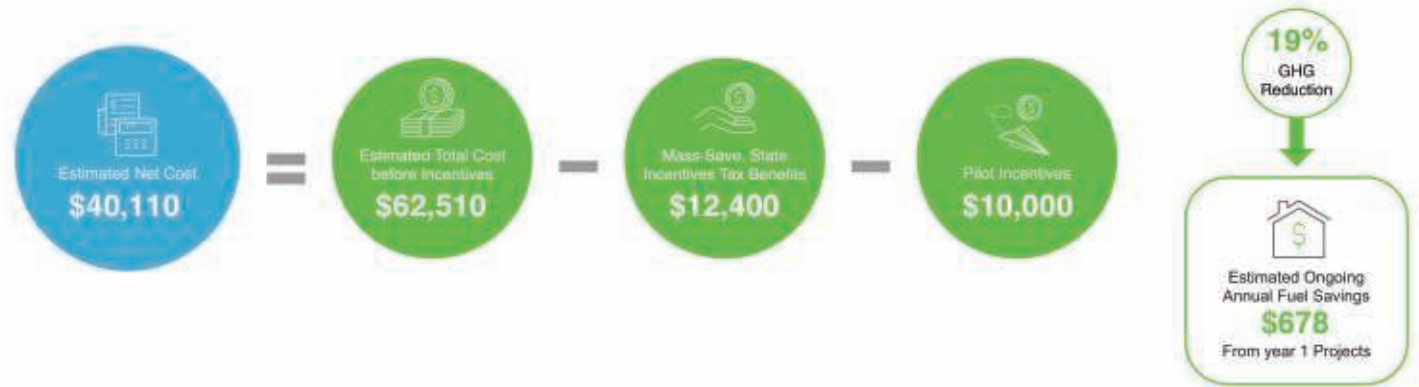 Estimated Net Cost
$40,110
=
Estimated Total Cost
before Incentives
$62,510
-
Mass Save, State
Incentives Tax Benefits
$12,400
-
Pilot Incentives
$10,000
19%
GHG
Reduction
$
Estimated Ongoing
Annual Fuel Savings
$678
From year 1 Projects